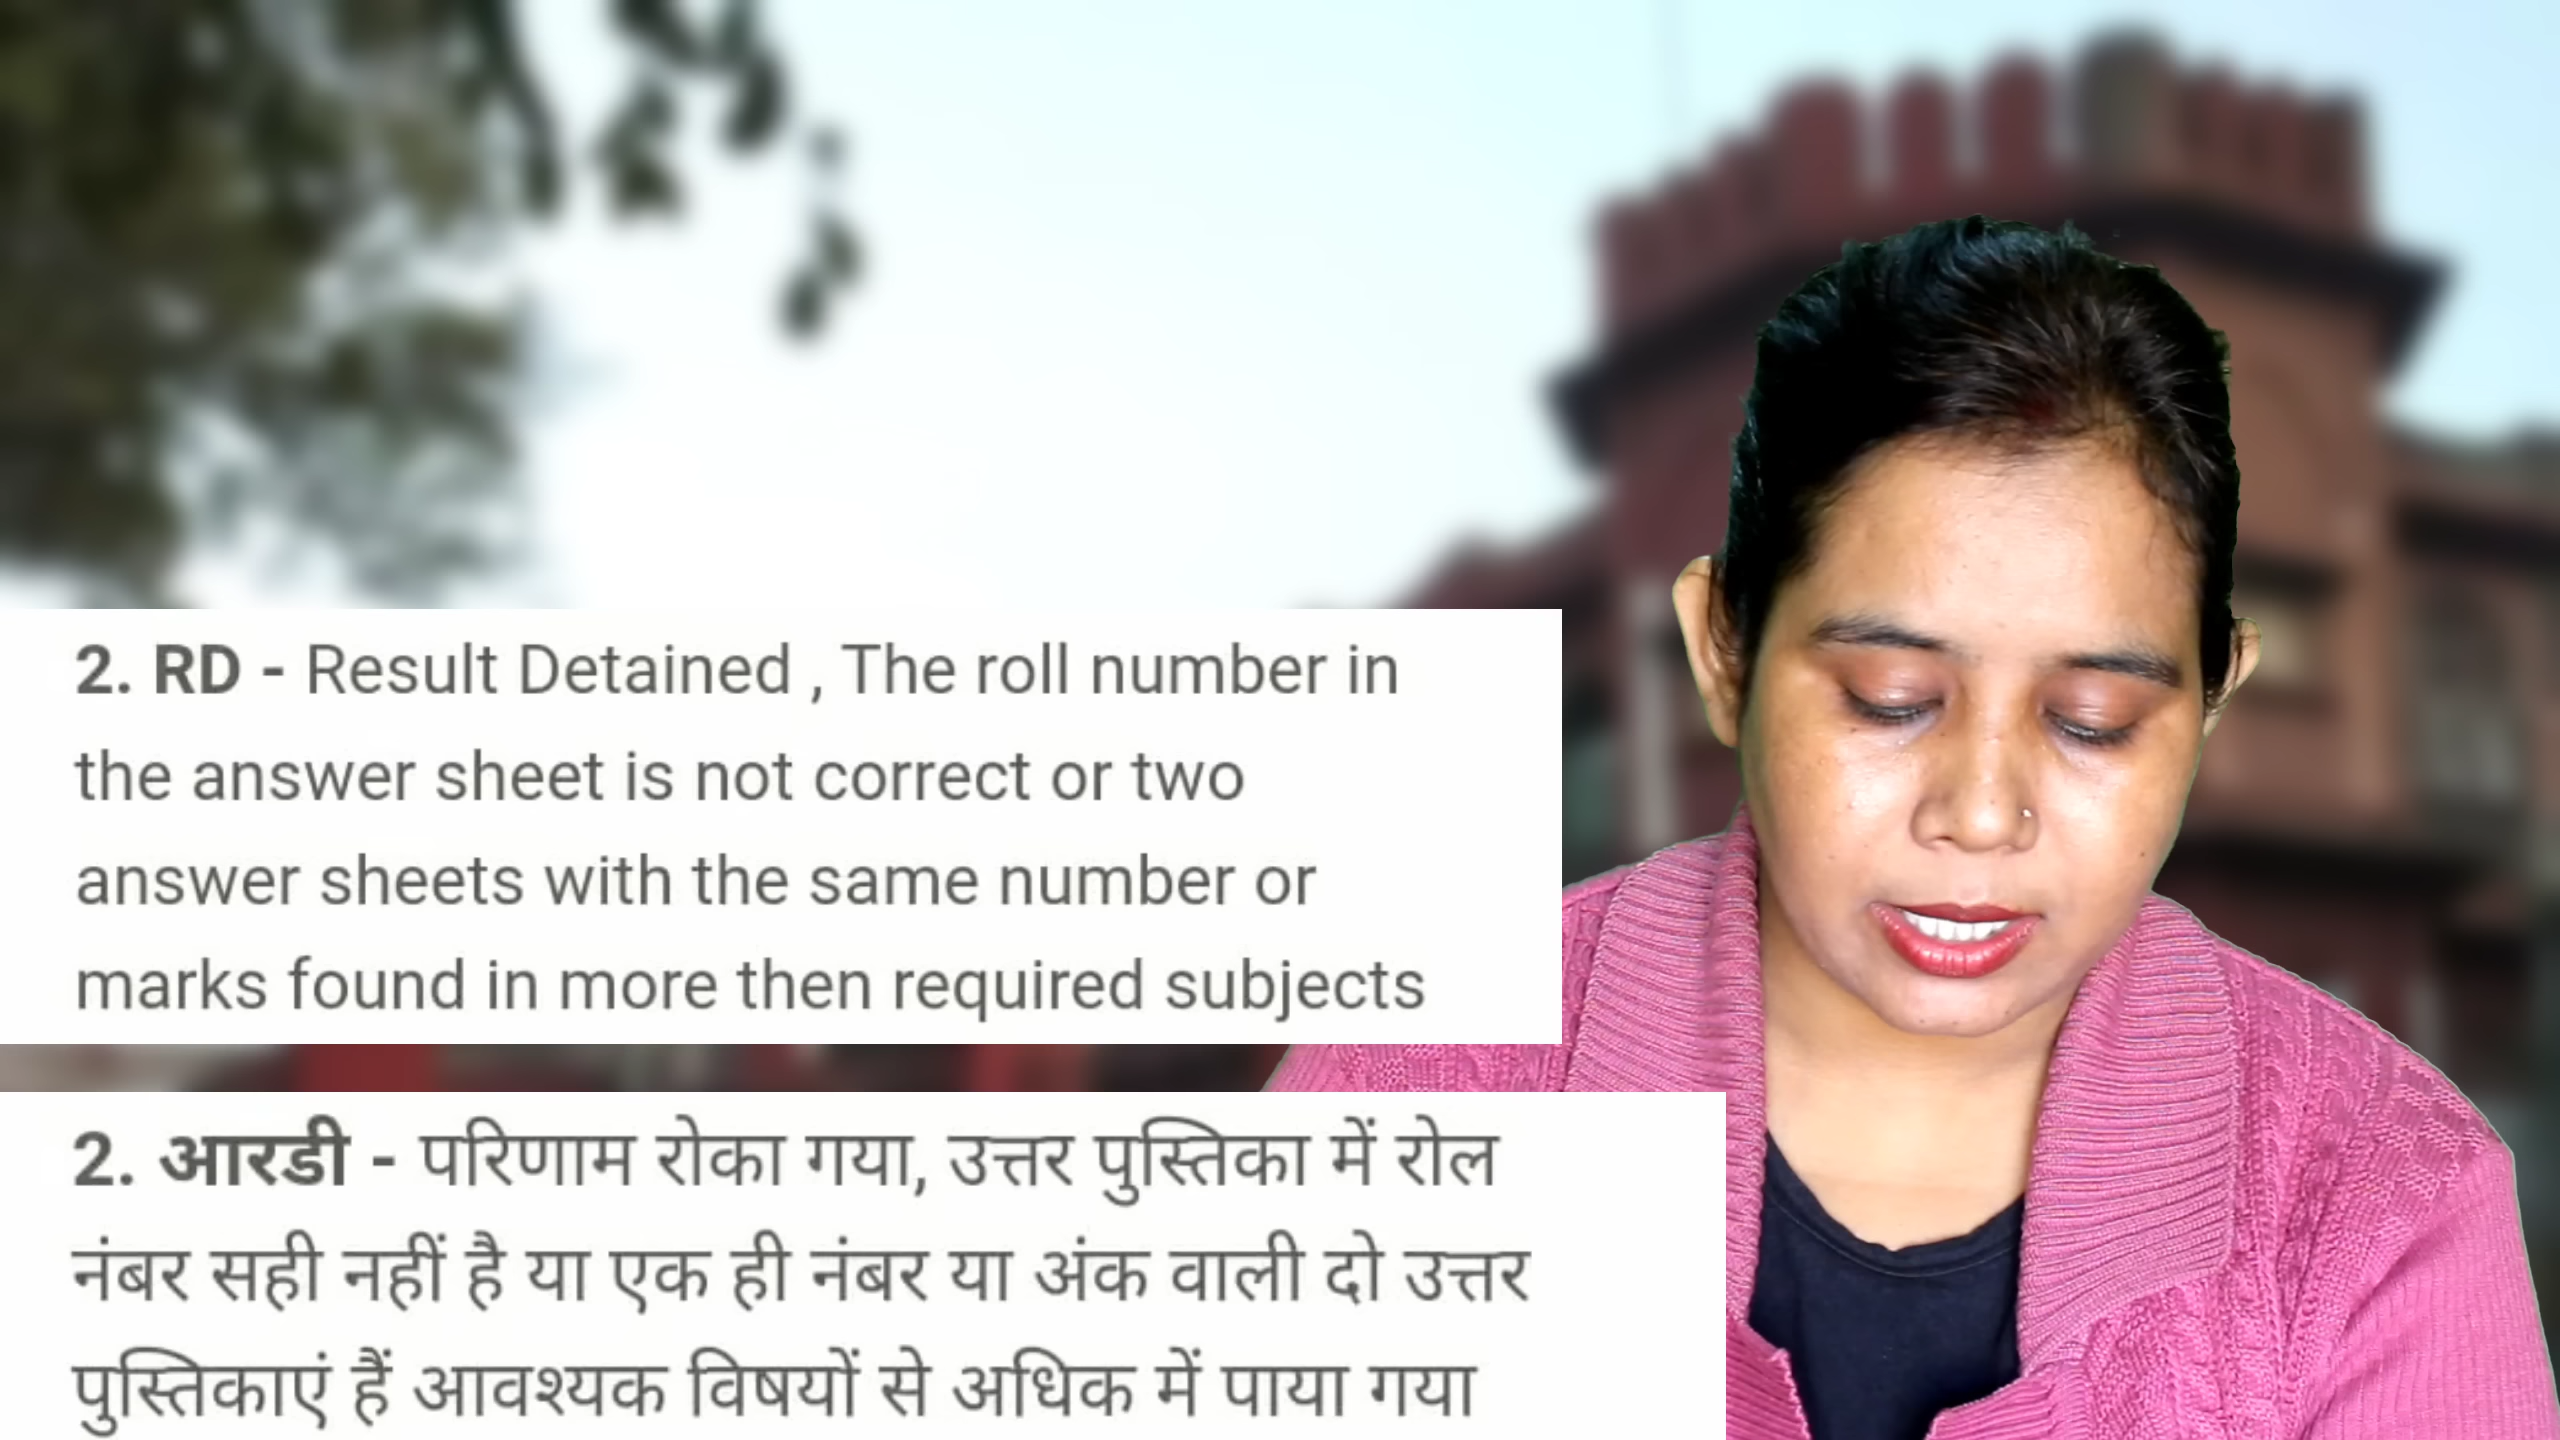 2. RD - Result Detained , The roll number in
the answer sheet is not correct or two
answer sheets with the same number or
marks found in more then required subjects
2. आरडी - परिणाम रोका गया, उत्तर पुस्तिका में रोल
नंबर सही नहीं है या एक ही नंबर या अंक वाली दो उत्तर
पुस्तिकाएं हैं आवश्यक विषयों से अधिक में पाया गया